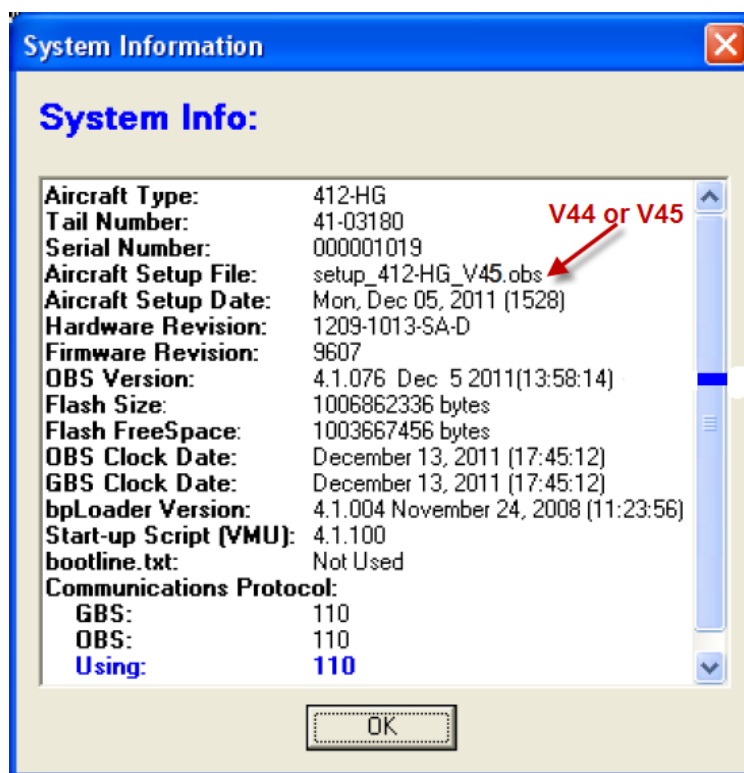 System Information
System Info:
Aircraft Type: 412-HG
Tail Number: 41-03180
V44 or V45
Serial Number: 000001019
Aircraft Setup File: setup_412-HG_V45.obs
Aircraft Setup Date: Mon, Dec 05, 2011 (1528)
Hardware Revision: 1209-1013-SA-D
Firmware Revision: 9607
OBS Version: 4.1.076 Dec 5 2011(13:58:14)
Flash Size: 1006862336 bytes
Flash FreeSpace: 1003667456 bytes
OBS Clock Date: December 13, 2011 (17:45:12)
GBS Clock Date: December 13, 2011 (17:45:12)
bpLoader Version: 4.1.004 November 24, 2008 (11:23:56)
Start-up Script (VMU): 4.1.100
bootline.txt: Not Used
Communications Protocol:
GBS: 110
OBS: 110
Using: 110
OK